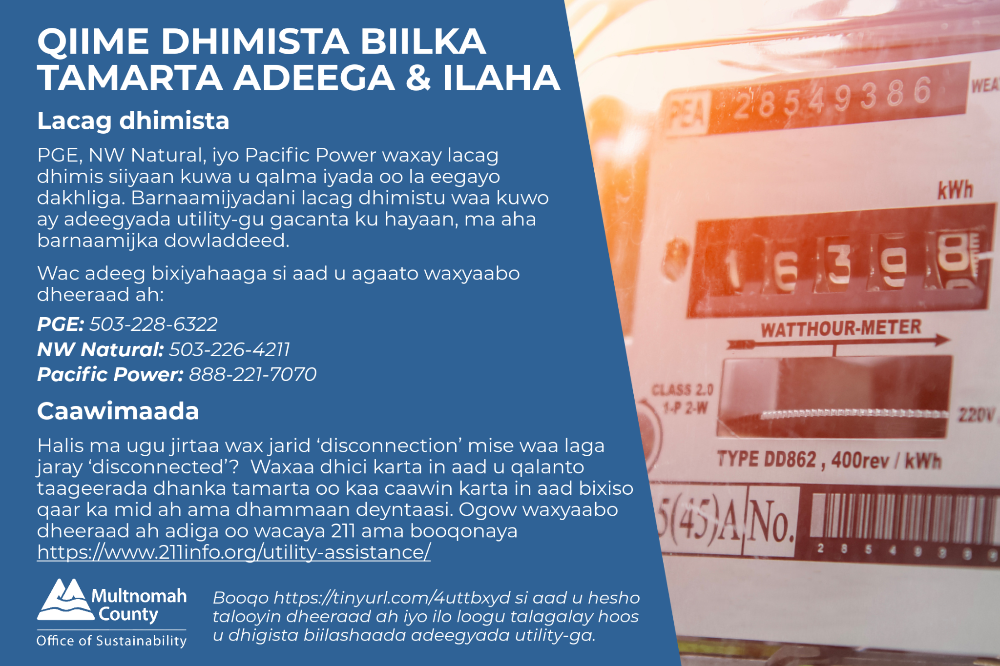 QIIME DHIMISTA BIILKA
TAMARTA ADEEGA & ILAHA
Lacag dhimista
PGE, NW Natural, iyo Pacific Power waxay lacag
dhimis siiyaan kuwa u qalma iyada oo la eegayo
dakhliga. Barnaamijyadani lacag dhimistu waa kuwo
ay adeegyada utility-gu gacanta ku hayaan, ma aha
barnaamijka dowladdeed.
Wac adeeg bixiyahaaga si aad u agaato waxyaabo
dheeraad ah:
PGE: 503-228-6322
NW Natural: 503-226-4211
Pacific Power: 888-221-7070
Caawimaada
Halis ma ugu jirtaa wax jarid ‘disconnection’ mise waa laga
jaray ‘disconnected’?  Waxaa dhici karta in aad u qalanto
taageerada dhanka tamarta oo kaa caawin karta in aad bixiso
qaar ka mid ah ama dhammaan deyntaasi. Ogow waxyaabo
dheeraad ah adiga oo wacaya 211 ama booqonaya
https://www.211info.org/utility-assistance/
Multnomah
County
Office of Sustainability
Booqo https://tinyurl.com/4uttbxyd si aad u hesho
talooyin dheeraad ah iyo ilo loogu talagalay hoos
u dhigista biilashaada adeegyada utility-ga.
PEA 28549386
kWh
1 6 3 9 8
WATTHOUR-METER
CLASS 2.0
1-P 2-W
220V
TYPE DD862 , 400rev / kWh
5(45)A No.
2 8 5 4 9